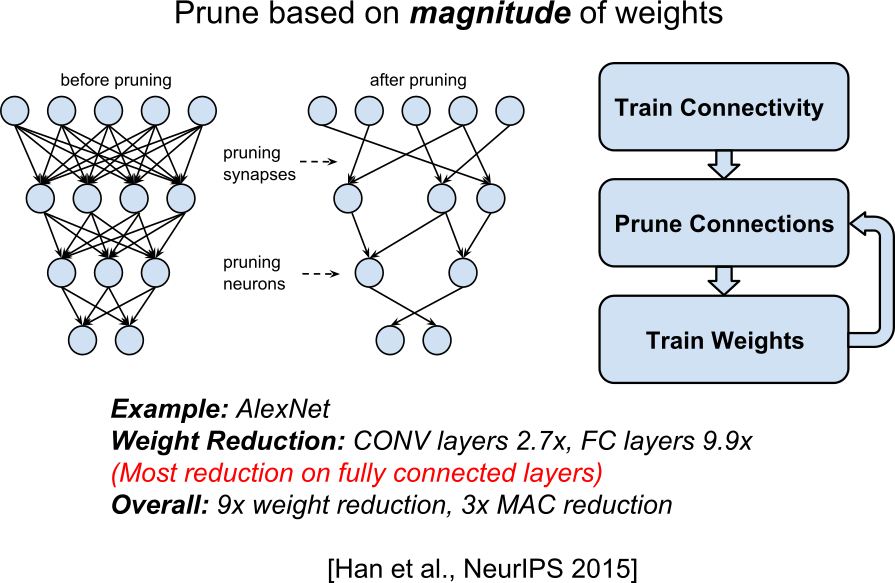 Prune based on magnitude of weights
before pruning
after pruning
pruning
synapses
pruning
neurons
Train Connectivity
Prune Connections
Train Weights
Example: AlexNet
Weight Reduction: CONV layers 2.7x, FC layers 9.9x
(Most reduction on fully connected layers)
Overall: 9x weight reduction, 3x MAC reduction
[Han et al., NeurIPS 2015]